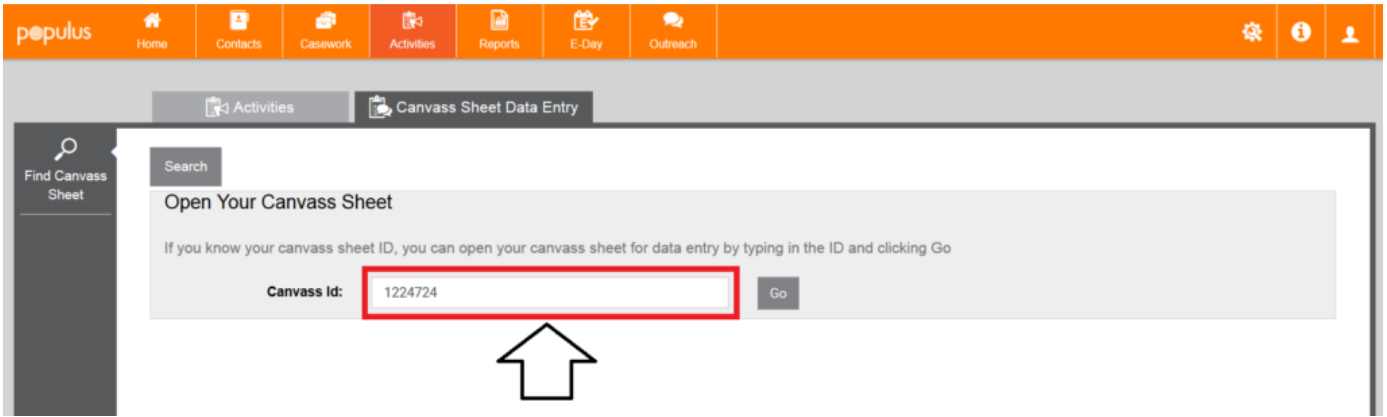 populus
Home
Contacts
Casework
Activities
Reports
E-Day
Outreach
Activities
Canvass Sheet Data Entry
Find Canvass
Sheet
Search
Open Your Canvass Sheet
If you know your canvass sheet ID, you can open your canvass sheet for data entry by typing in the ID and clicking Go
Canvass Id:
1224724
Go